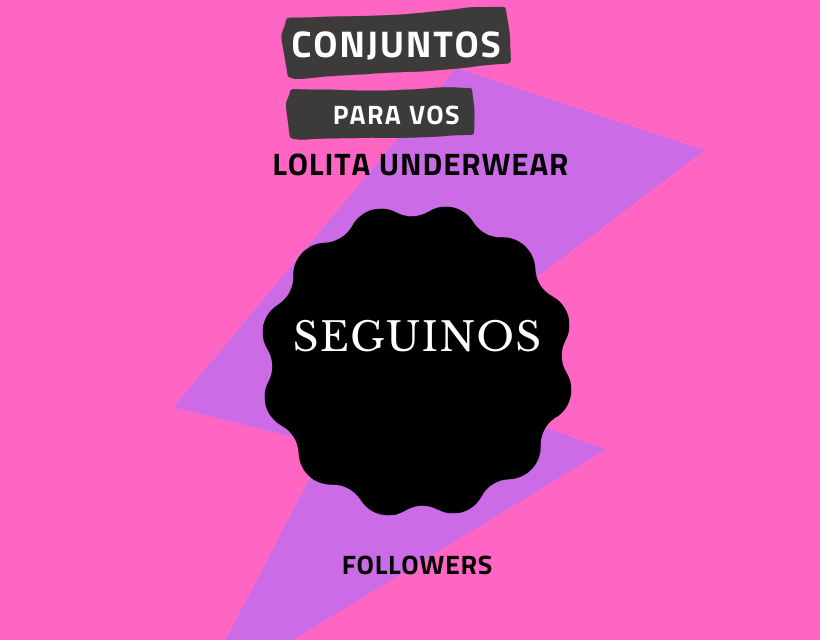 CONJUNTOS
PARA VOS
LOLITA UNDERWEAR
SEGUINOS
FOLLOWERS